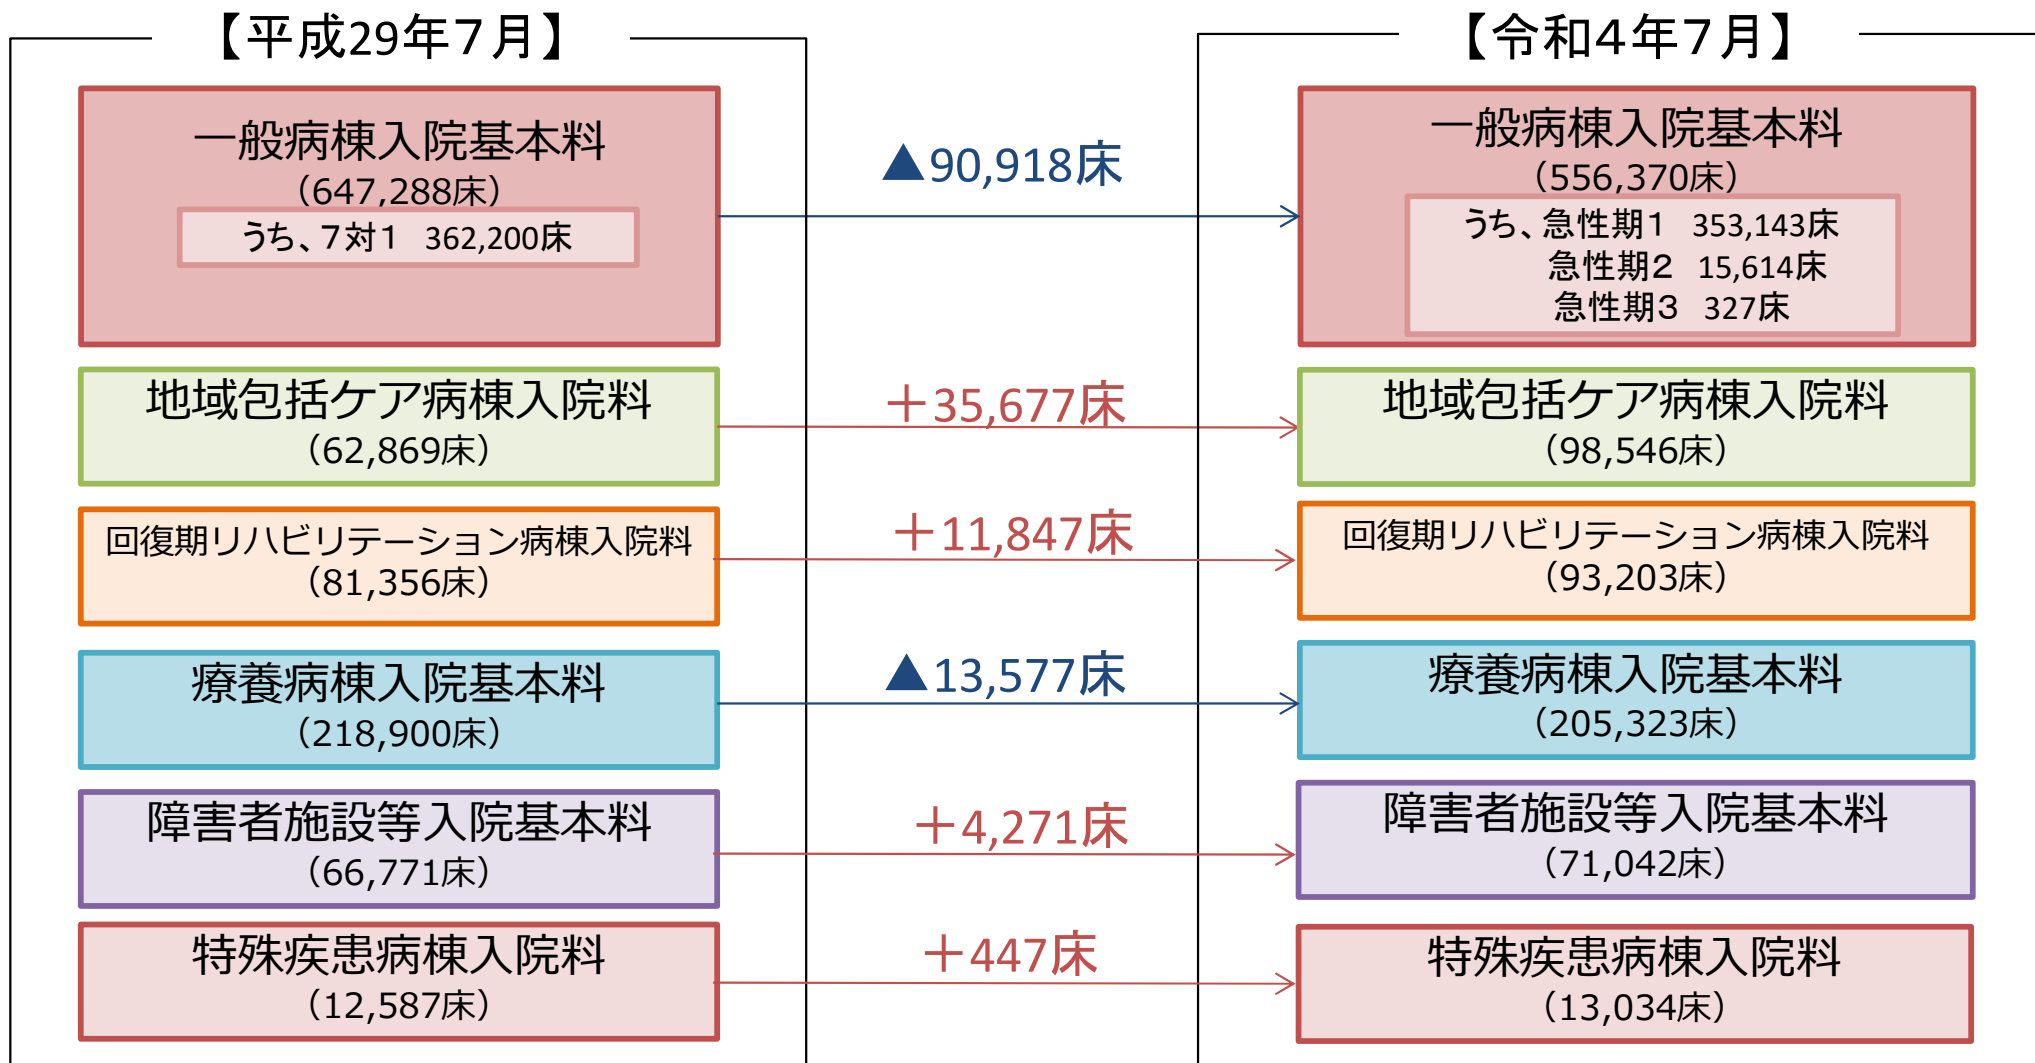 【平成29年７月】
一般病棟入院基本料
（647,288床）
うち、７対１　362,200床
地域包括ケア病棟入院料
（62,869床）
回復期リハビリテーション病棟入院料
（81,356床）
療養病棟入院基本料
（218,900床）
障害者施設等入院基本料
（66,771床）
特殊疾患病棟入院料
（12,587床）
▲90,918床
＋35,677床
＋11,847床
▲13,577床
＋4,271床
＋447床
【令和４年７月】
一般病棟入院基本料
（556,370床）
うち、急性期１　353,143床
急性期２　15,614床
急性期３　327床
地域包括ケア病棟入院料
（98,546床）
回復期リハビリテーション病棟入院料
（93,203床）
療養病棟入院基本料
（205,323床）
障害者施設等入院基本料
（71,042床）
特殊疾患病棟入院料
（13,034床）